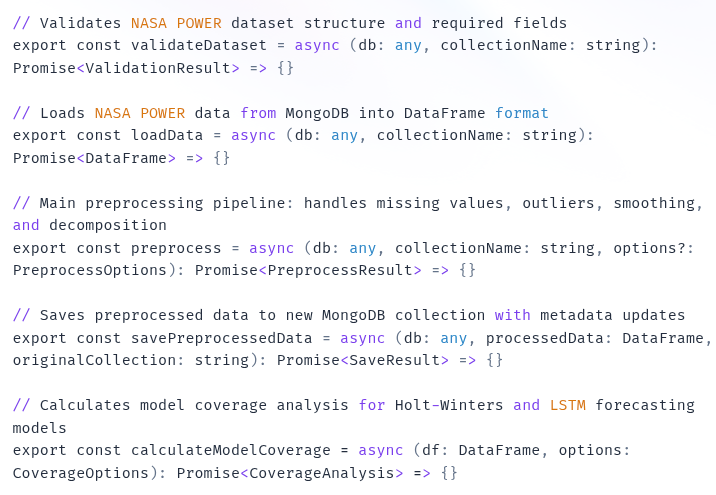 // Validates NASA POWER dataset structure and required fields
export const validateDataset = async (db: any, collectionName: string):
Promise<ValidationResult> => {}
// Loads NASA POWER data from MongoDB into DataFrame format
export const loadData = async (db: any, collectionName: string):
Promise<DataFrame> => {}
// Main preprocessing pipeline: handles missing values, outliers, smoothing,
and decomposition
export const preprocess = async (db: any, collectionName: string, options?:
PreprocessOptions): Promise<PreprocessResult> => {}
// Saves preprocessed data to new MongoDB collection with metadata updates
export const savePreprocessedData = async (db: any, processedData: DataFrame,
originalCollection: string): Promise<SaveResult> => {}
// Calculates model coverage analysis for Holt-Winters and LSTM forecasting
models
export const calculateModelCoverage = async (df: DataFrame, options:
CoverageOptions): Promise<CoverageAnalysis> => {}